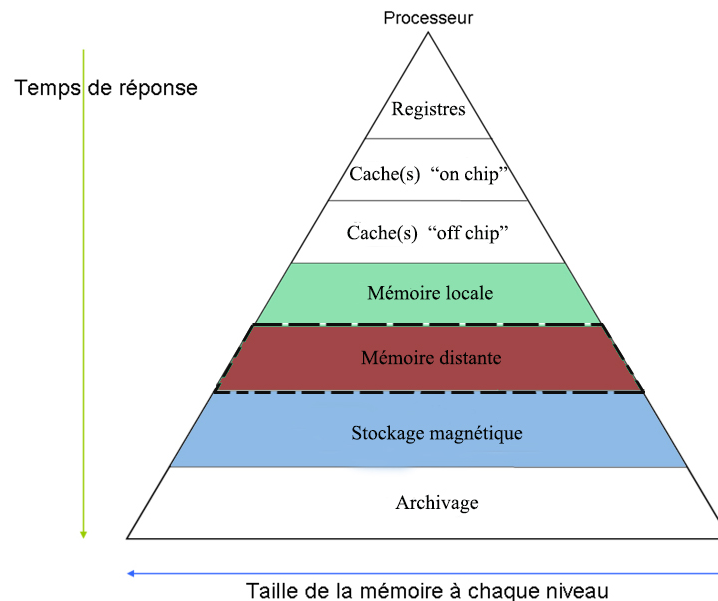 Processeur
Temps de réponse
Registres
Cache(s) “on chip”
Cache(s) “off chip”
Mémoire locale
Mémoire distante
Stockage magnétique
Archivage
Taille de la mémoire à chaque niveau